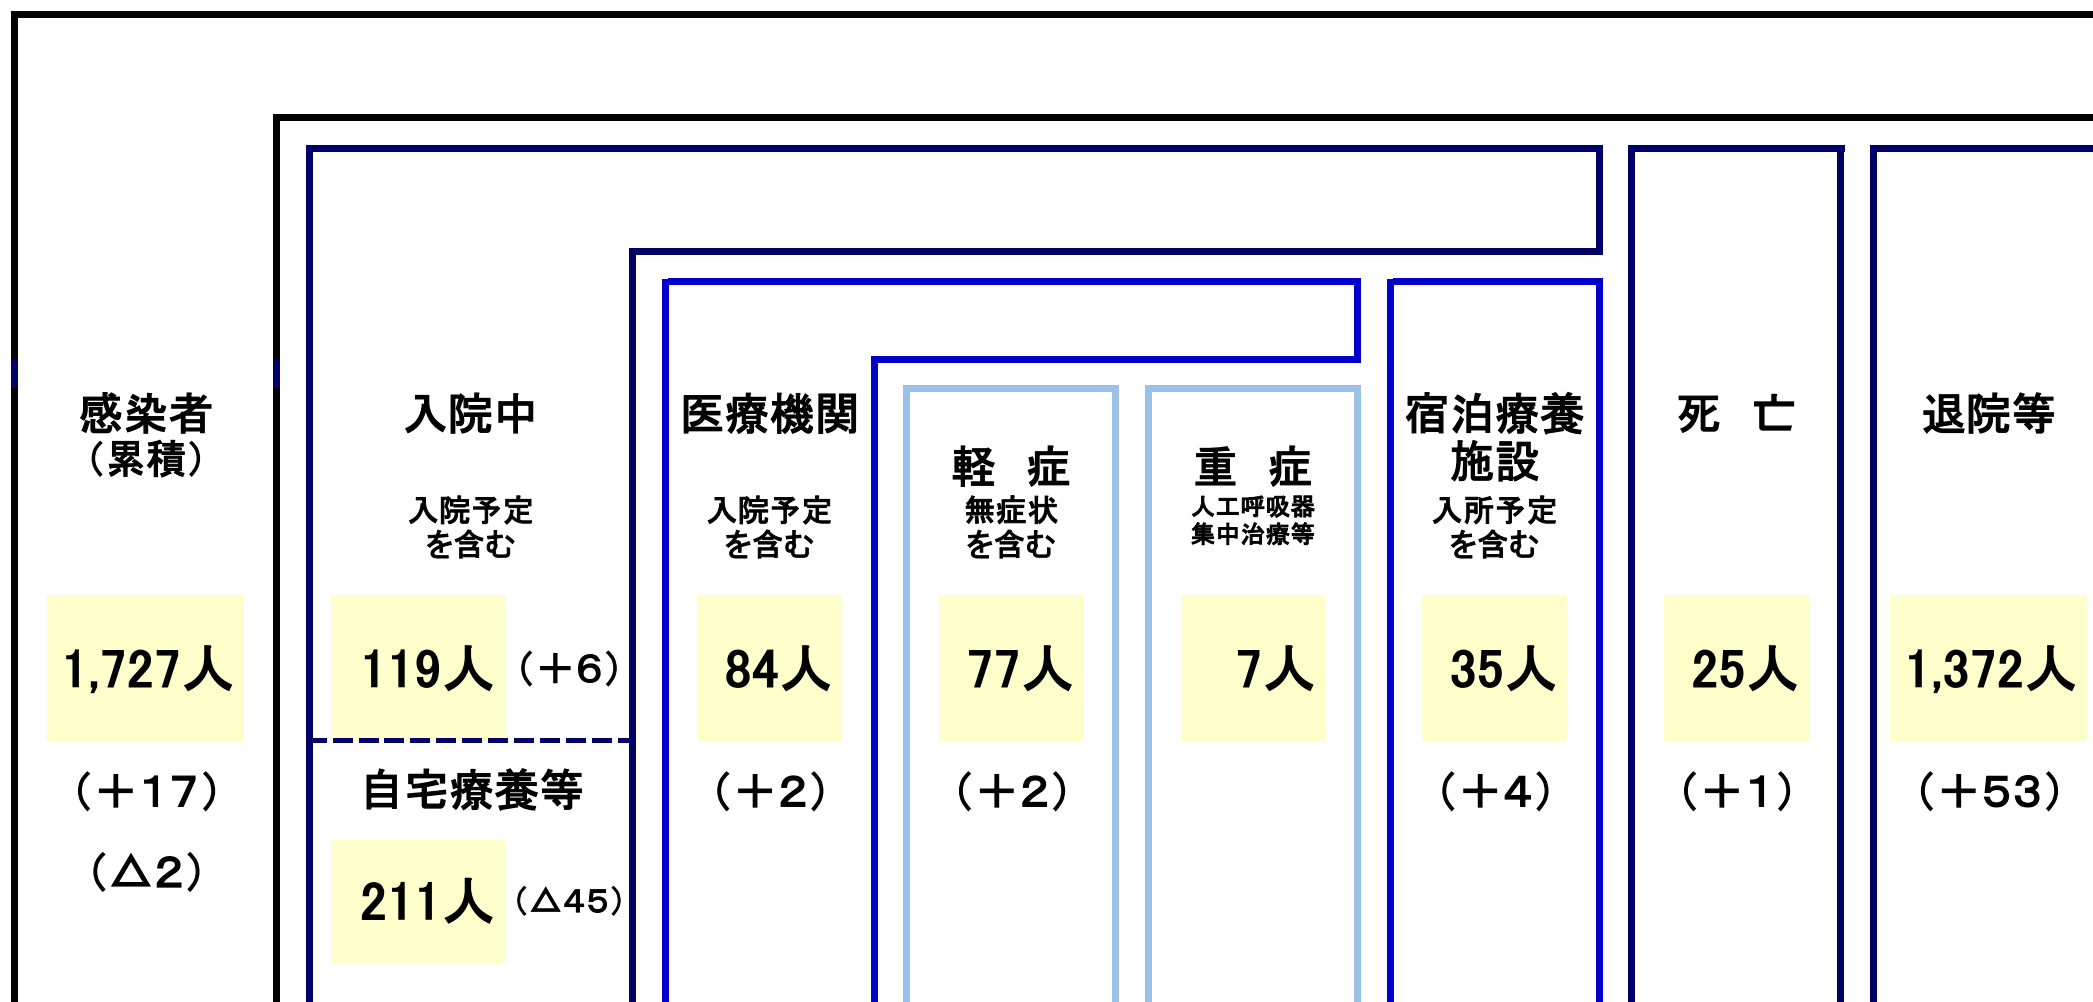 感染者
（累積）
1,727人
（＋17）
（△2）
入院中
入院予定
を含む
119人 （＋6）
自宅療養等
211人 （△45）
医療機関
入院予定
を含む
84人
（＋2）
軽　症
無症状
を含む
77人
（＋2）
重　症
人工呼吸器
集中治療等
7人
宿泊療養
施設
入所予定
を含む
35人
（＋4）
死　亡
25人
（＋1）
退院等
1,372人
（＋53）